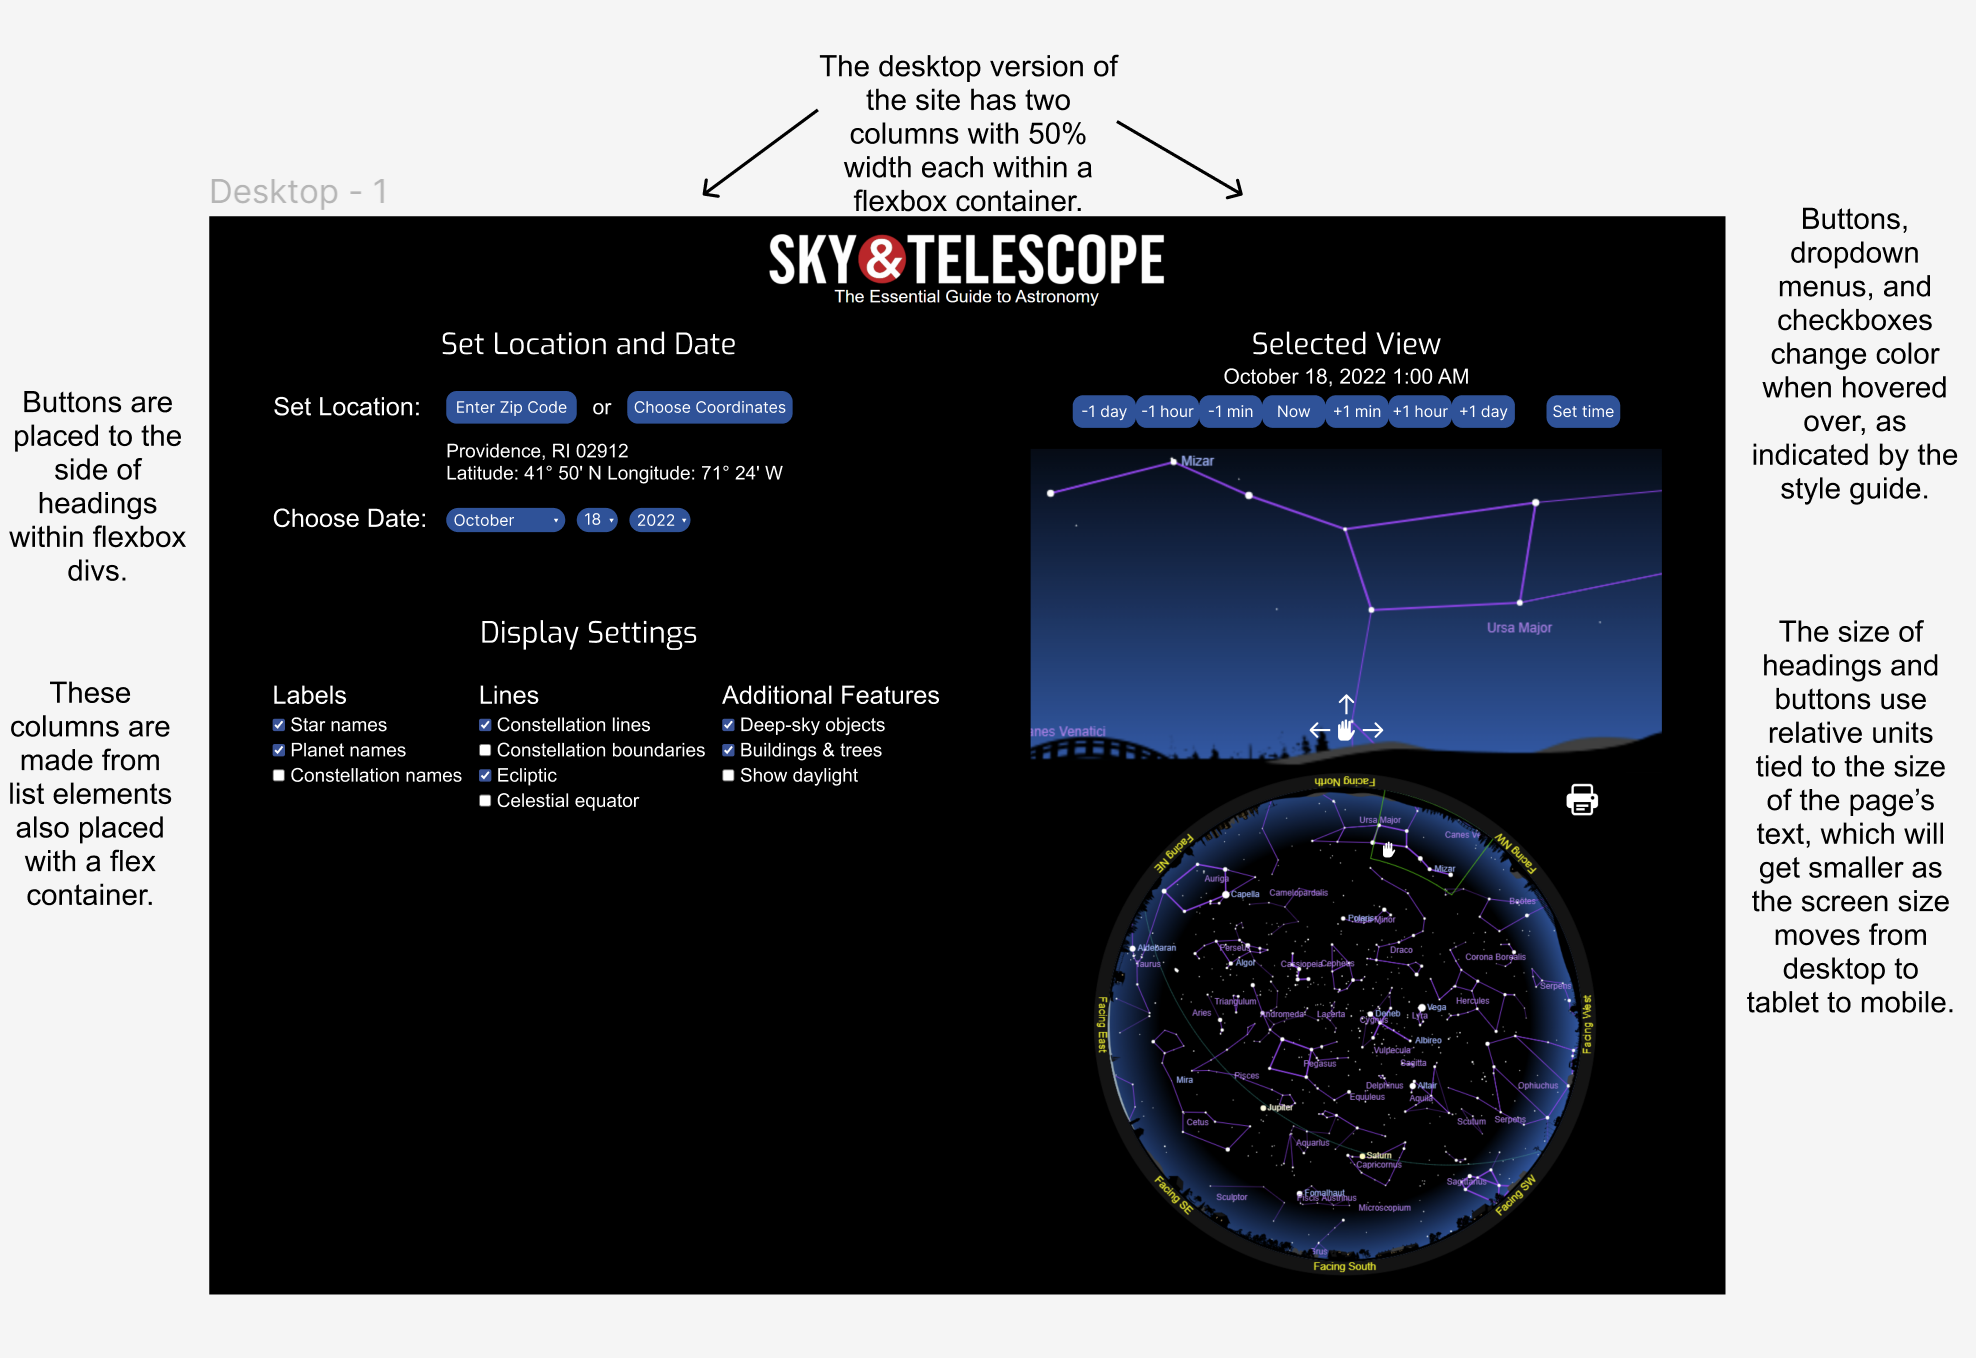 The desktop version of
the site has two
columns with 50%
width each within a
flexbox container.
Desktop - 1
Buttons are
placed to the
side of
headings
within flexbox
divs.
These
columns are
made from
list elements
also placed
with a flex
container.
SKY&TELESCOPE
The Essential Guide to Astronomy
Set Location and Date
Set Location:
Enter Zip Code
or
Choose Coordinates
Providence, RI 02912
Latitude: 41° 50' N Longitude: 71° 24' W
Choose Date:
October
18
2022
Display Settings
Labels
Star names
Planet names
Constellation names
Lines
Constellation lines
Constellation boundaries
Ecliptic
Celestial equator
Additional Features
Deep-sky objects
Buildings & trees
Show daylight
Selected View
October 18, 2022 1:00 AM
-1 day
-1 hour
-1 min
Now
+1 min
+1 hour
+1 day
Set time
Mizar
Ursa Major
anes Venatici
Facing North
Facing NE
Facing NW
Facing East
Facing West
Facing SE
Facing SW
Facing South
Ursa Major
Canes Ve
Mizar
Auriga
Capella
Camelopardalis
Boötes
Polaris
Minor
Aldebaran
Taurus
Perseus
Algol
Cassiopeia
Cepheus
Draco
Corona Borealis
Serpens
Triangulum
Aries
Andromeda
Lacerta
Deneb
Cygnus
Vega
Lyra
Hercules
Albireo
Vulpecula
Sagitta
Pegasus
Pisces
Mira
Delphinus
Altair
Equuleus
Aquila
Ophiuchus
Jupiter
Cetus
Scutum
Serpens
Aquarius
Saturn
Capricornus
Sagittarius
Sculptor
Fomalhaut
Piscis Austrinus
Microscopium
Grus
Buttons,
dropdown
menus, and
checkboxes
change color
when hovered
over, as
indicated by the
style guide.
The size of
headings and
buttons use
relative units
tied to the size
of the page’s
text, which will
get smaller as
the screen size
moves from
desktop to
tablet to mobile.